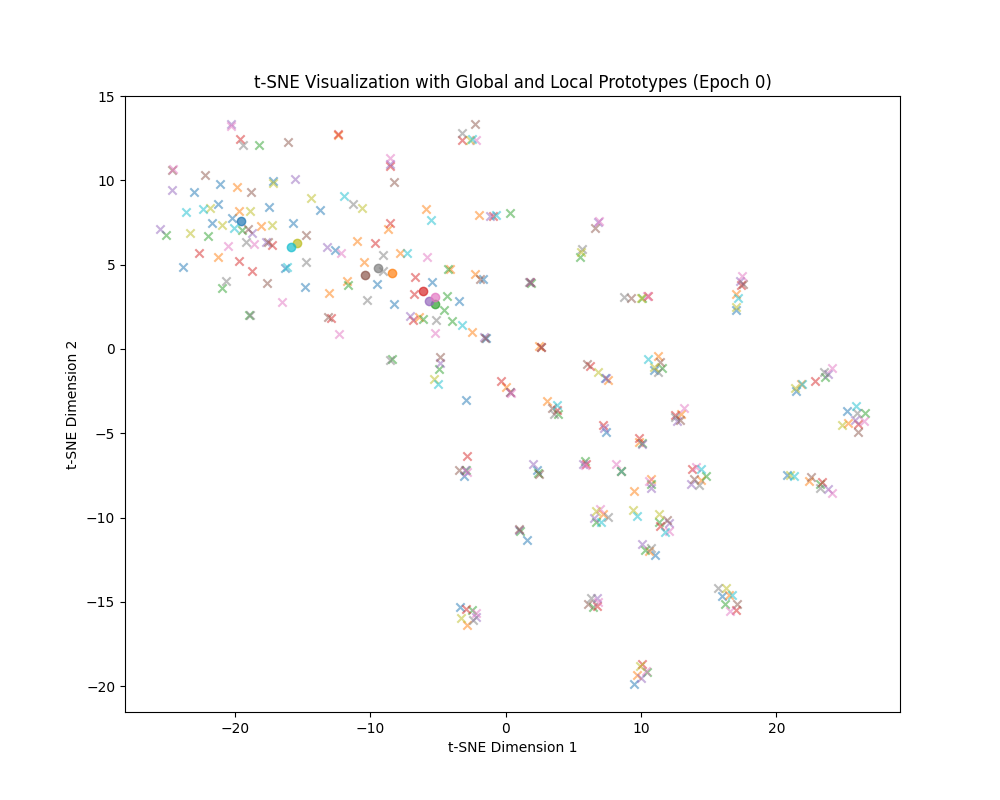 t-SNE Visualization with Global and Local Prototypes (Epoch 0)
15
10
5
0
−5
−10
−15
−20
t-SNE Dimension 2
−20 −10 0 10 20
t-SNE Dimension 1